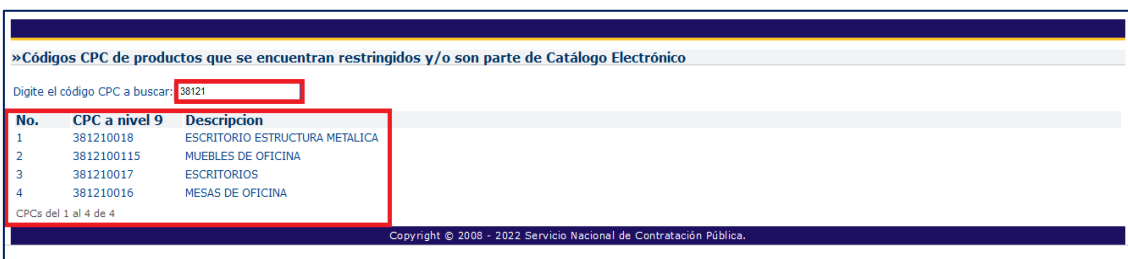 »Códigos CPC de productos que se encuentran restringidos y/o son parte de Catálogo Electrónico
Digite el código CPC a buscar: 38121
No. CPC a nivel 9 Descripcion
1 381210018 ESCRITORIO ESTRUCTURA METALICA
2 3812100115 MUEBLES DE OFICINA
3 381210017 ESCRITORIOS
4 381210016 MESAS DE OFICINA
CPCs del 1 al 4 de 4
Copyright © 2008 - 2022 Servicio Nacional de Contratación Pública.